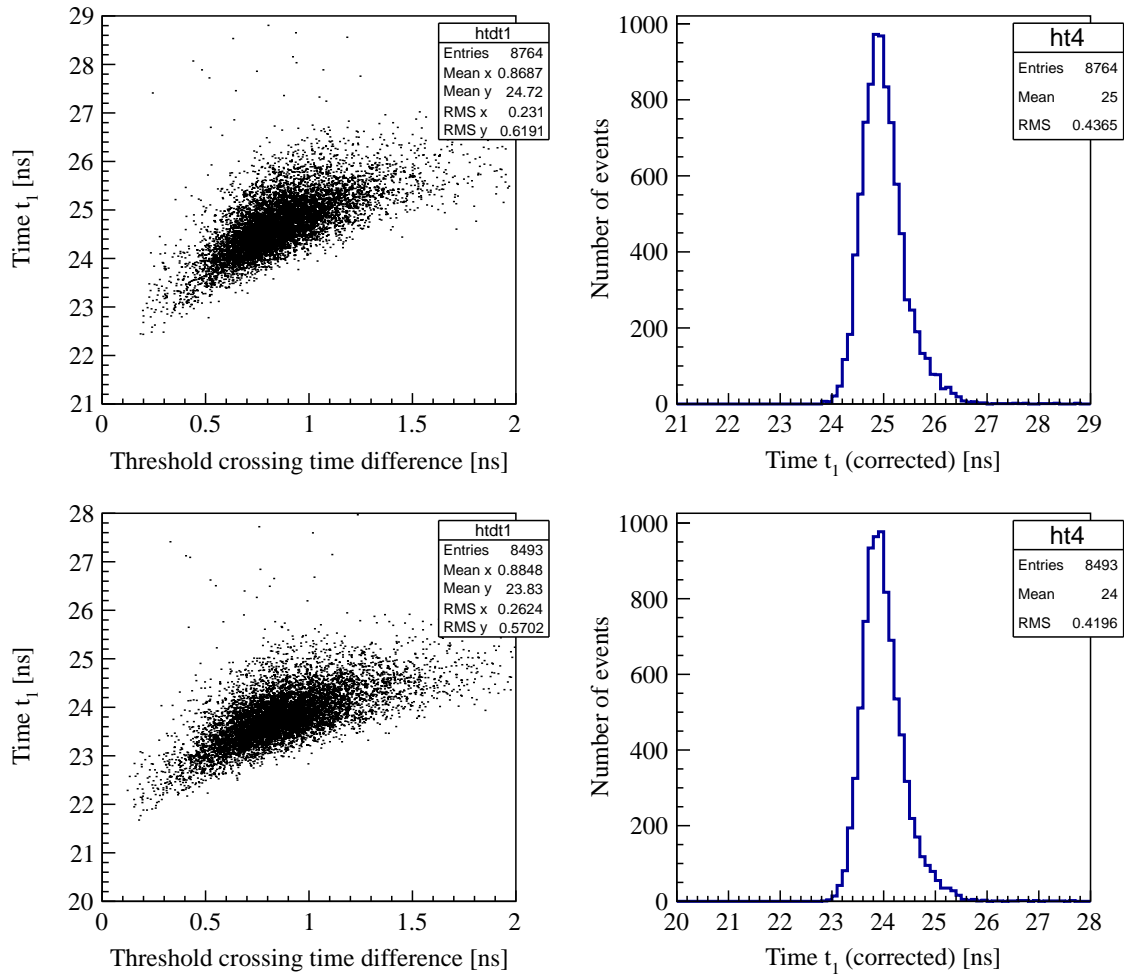 29
28
27
26
25
24
23
22
21
0 0.5 1 1.5 2
Time t1 [ns]
Threshold crossing time difference [ns]
htdt1
Entries 8764
Mean x 0.8687
Mean y 24.72
RMS x 0.231
RMS y 0.6191
1000
800
600
400
200
0
21 22 23 24 25 26 27 28 29
Number of events
Time t1 (corrected) [ns]
ht4
Entries 8764
Mean 25
RMS 0.4365
28
27
26
25
24
23
22
21
20
0 0.5 1 1.5 2
Time t1 [ns]
Threshold crossing time difference [ns]
htdt1
Entries 8493
Mean x 0.8848
Mean y 23.83
RMS x 0.2624
RMS y 0.5702
1000
800
600
400
200
0
20 21 22 23 24 25 26 27 28
Number of events
Time t1 (corrected) [ns]
ht4
Entries 8493
Mean 24
RMS 0.4196